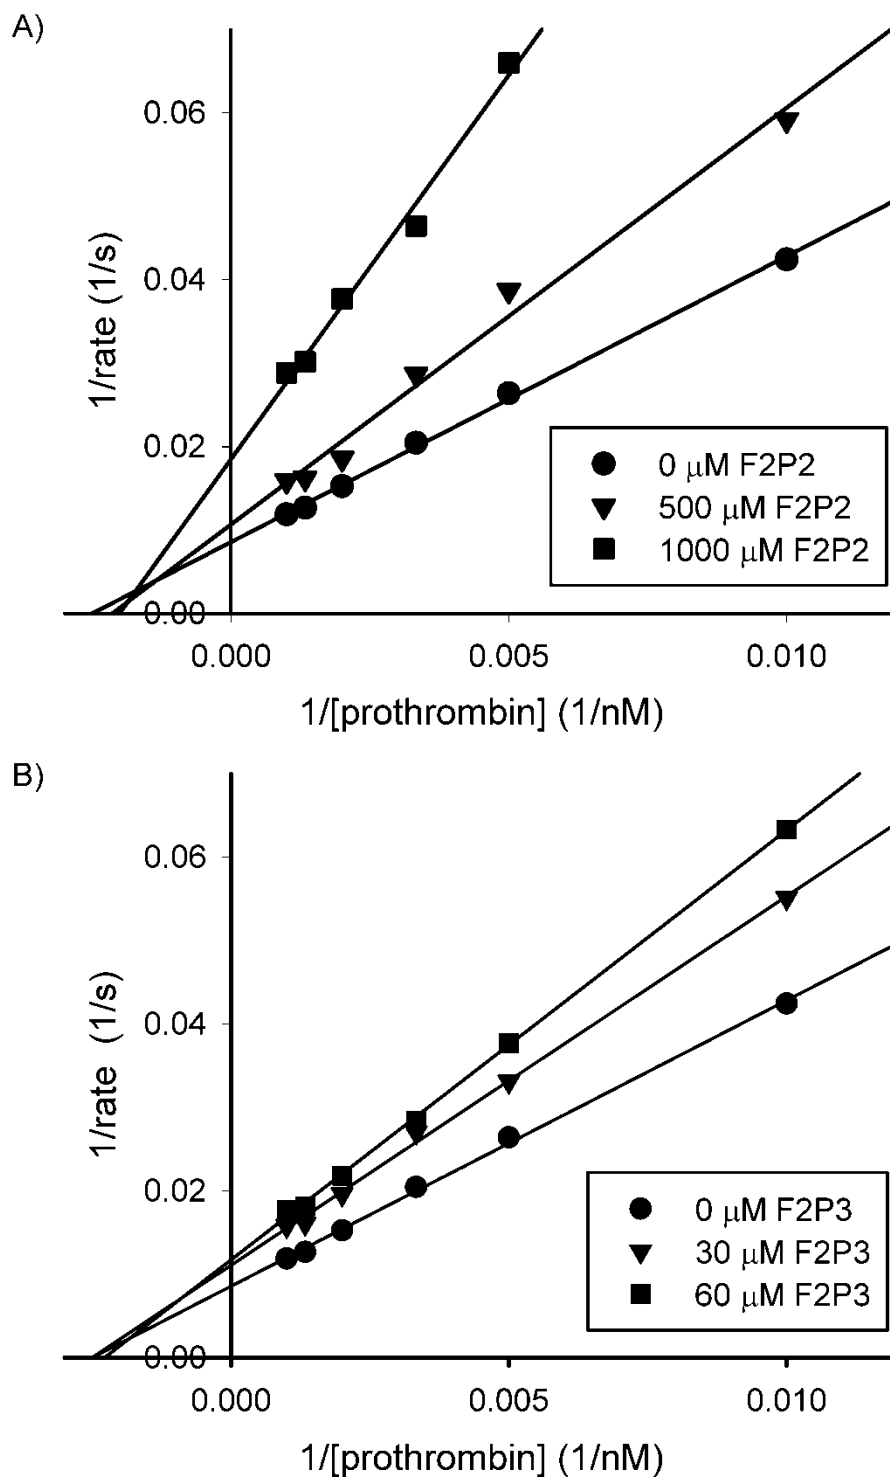 A)
0.06
0.04
0.02
0.00
1/rate (1/s)
0 μM F2P2
500 μM F2P2
1000 μM F2P2
0.000 0.005 0.010
1/[prothrombin] (1/nM)
B)
0.06
0.04
0.02
0.00
1/rate (1/s)
0 μM F2P3
30 μM F2P3
60 μM F2P3
0.000 0.005 0.010
1/[prothrombin] (1/nM)